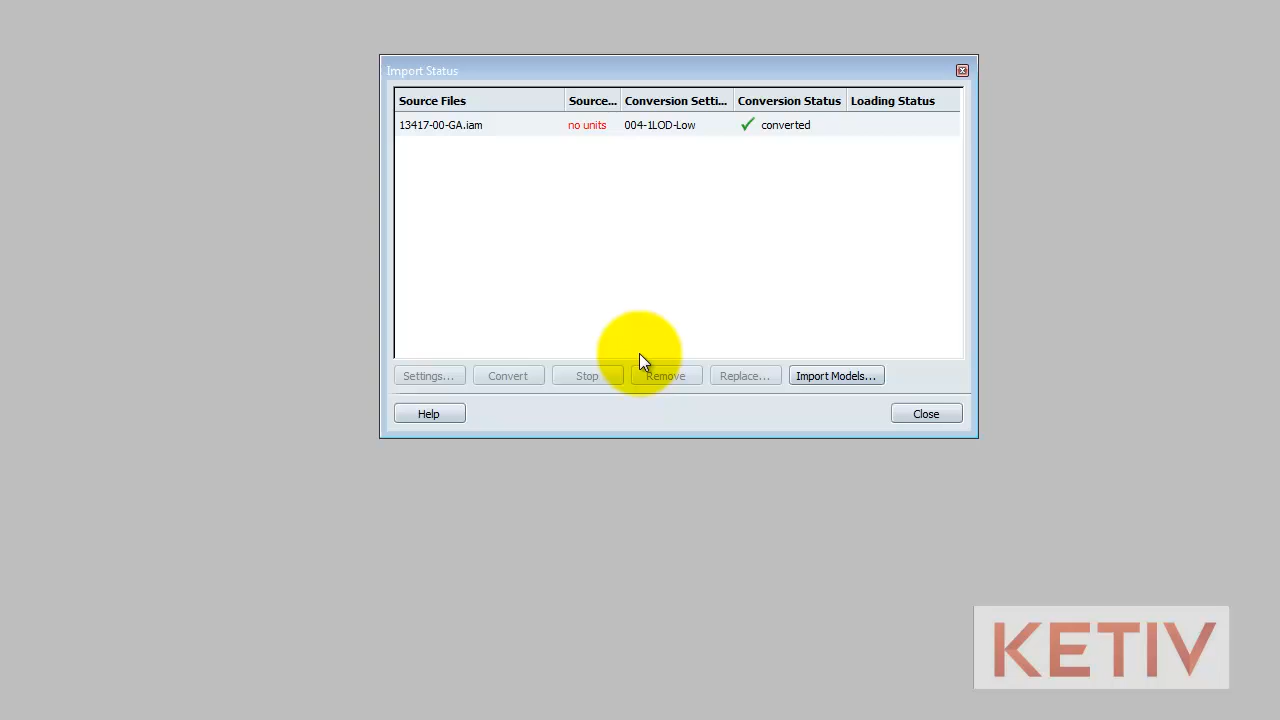 Import Status
Source Files Source... Conversion Setti... Conversion Status Loading Status
13417-00-GA.iam no units 004-1LOD-Low converted
Settings... Convert Stop Remove Replace... Import Models...
Help Close
KETIV